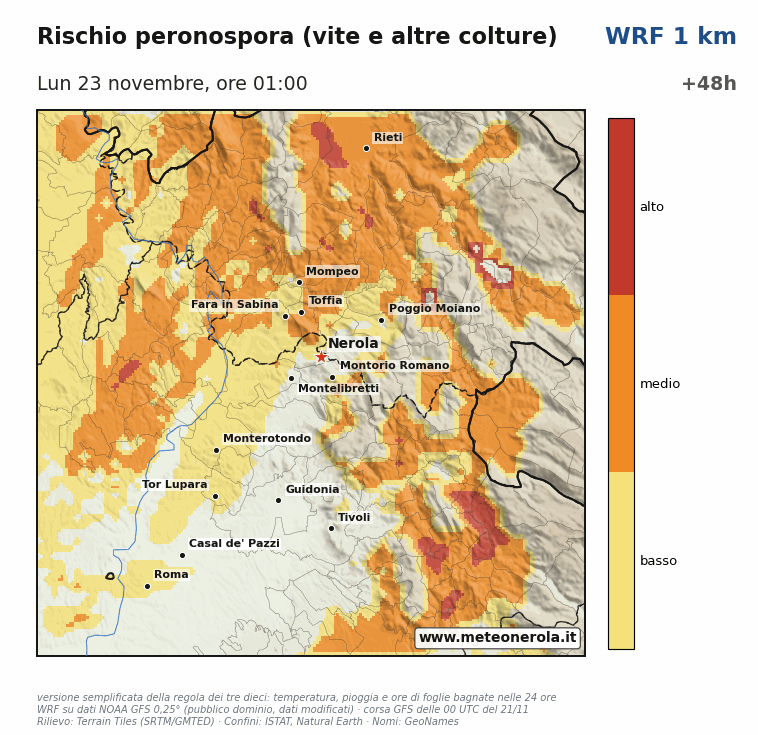 Rischio peronospora (vite e altre colture)
WRF 1 km
Lun 23 novembre, ore 01:00
+48h
Rieti
alto
Mompeo
Toffia
Fara in Sabina
Poggio Moiano
Nerola
Montorio Romano
medio
Montelibretti
Monterotondo
Tor Lupara
Guidonia
Tivoli
Casal de' Pazzi
basso
Roma
www.meteonerola.it
versione semplificata della regola dei tre dieci: temperatura, pioggia e ore di foglie bagnate nelle 24 ore
WRF su dati NOAA GFS 0,25° (pubblico dominio, dati modificati) · corsa GFS delle 00 UTC del 21/11
Rilievo: Terrain Tiles (SRTM/GMTED) · Confini: ISTAT, Natural Earth · Nomi: GeoNames